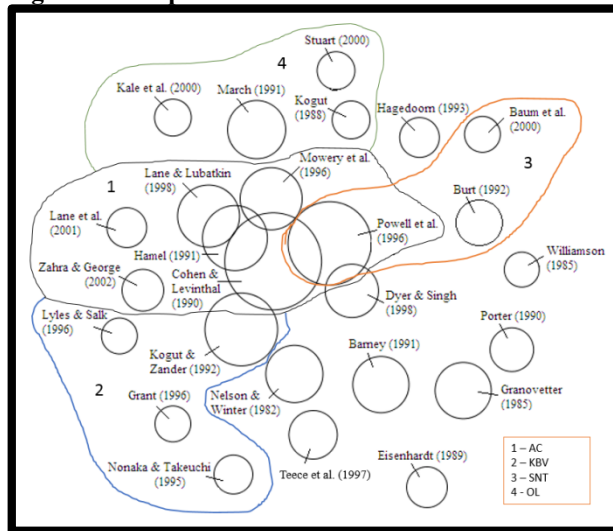 Stuart (2000)
4
Kale et al. (2000)
March (1991)
Kogut
(1988)
Hagedoorn (1993)
Baum et al.
(2000)
3
Mowery et al.
1996
1
Lane & Lubatkin
(1998)
Burt (1992)
Lane et al.
(2001)
Powell et al.
(1996)
Hamel (1991)
Williamson
(1985)
Zahra & George
(2002)
Cohen &
Levinthal
(1990)
Dyer & Singh
(1998)
Lyles & Salk
(1996)
Porter (1990)
Kogut &
Zander
(1992)
Barney (1991)
2
Grant (1996)
Nelson &
Winter
(1982)
Granovetter
(1985)
Nonaka & Takeuchi
(1995)
Teece et al. (1997)
Eisenhardt (1989)
1 – AC
2 – KBV
3 – SNT
4 - OL